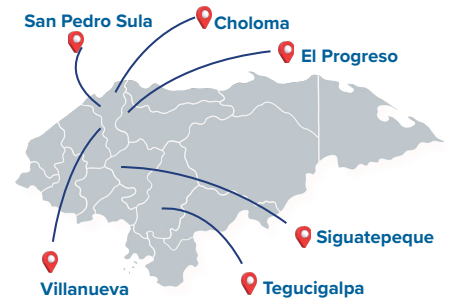 San Pedro Sula
Choloma
El Progreso
Siguatepeque
Villanueva
Tegucigalpa